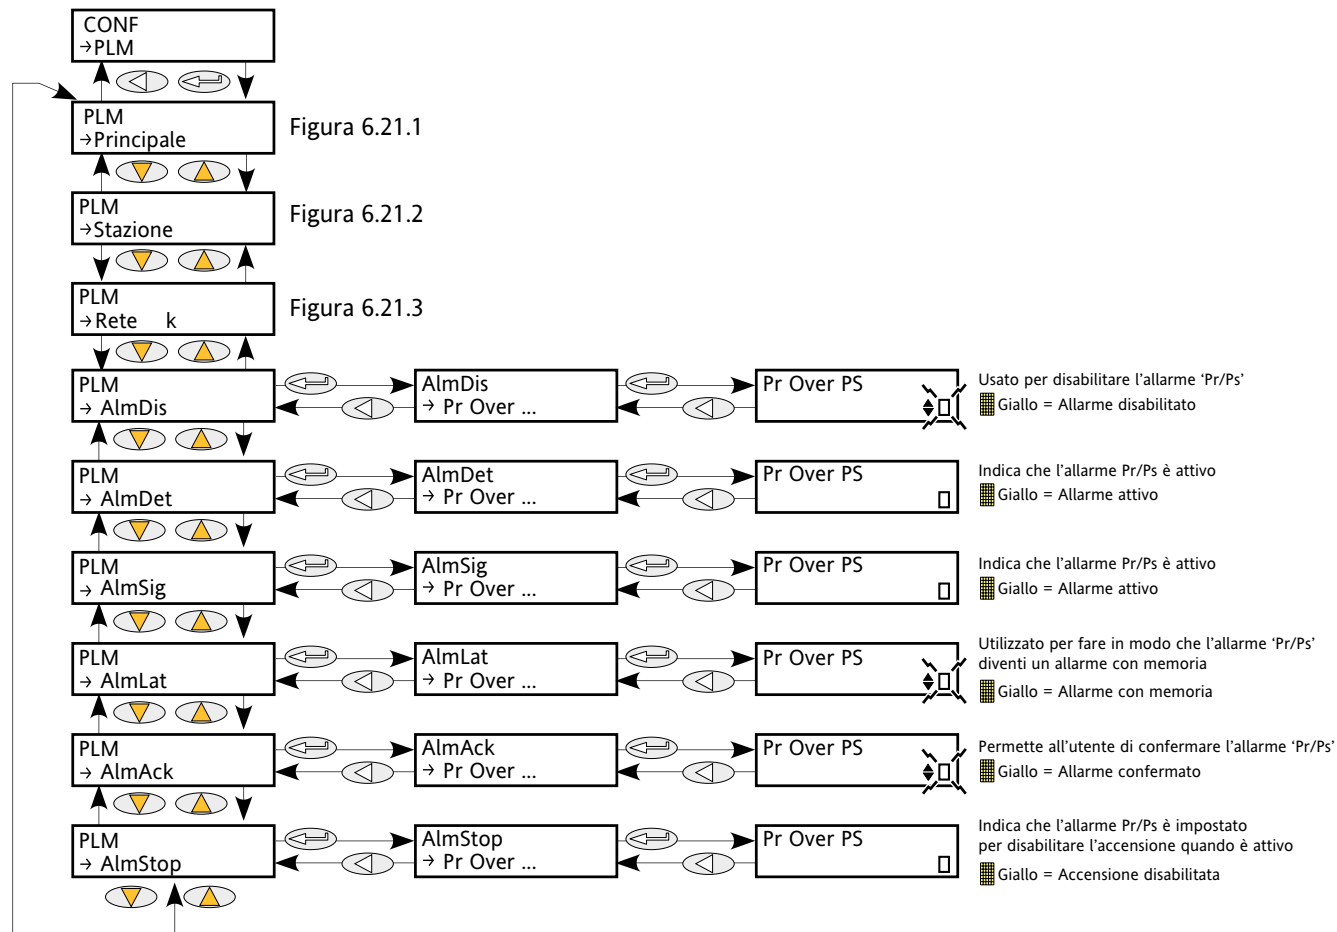 CONF
→PLM
PLM
→Principale
Figura 6.21.1
PLM
→Stazione
Figura 6.21.2
PLM
→Rete k
Figura 6.21.3
PLM
→ AlmDis
AlmDis
→ Pr Over ...
Pr Over PS
Usato per disabilitare l'allarme ‘Pr/Ps’
Giallo = Allarme disabilitato
PLM
→ AlmDet
AlmDet
→ Pr Over ...
Pr Over PS
Indica che l'allarme Pr/Ps è attivo
Giallo = Allarme attivo
PLM
→ AlmSig
AlmSig
→ Pr Over ...
Pr Over PS
Indica che l'allarme Pr/Ps è attivo
Giallo = Allarme attivo
PLM
→ AlmLat
AlmLat
→ Pr Over ...
Pr Over PS
Utilizzato per fare in modo che l'allarme ‘Pr/Ps’
diventi un allarme con memoria
Giallo = Allarme con memoria
PLM
→ AlmAck
AlmAck
→ Pr Over ...
Pr Over PS
Permette all'utente di confermare l'allarme ‘Pr/Ps’
Giallo = Allarme confermato
PLM
→ AlmStop
AlmStop
→ Pr Over ...
Pr Over PS
Indica che l'allarme Pr/Ps è impostato
per disabilitare l'accensione quando è attivo
Giallo = Accensione disabilitata